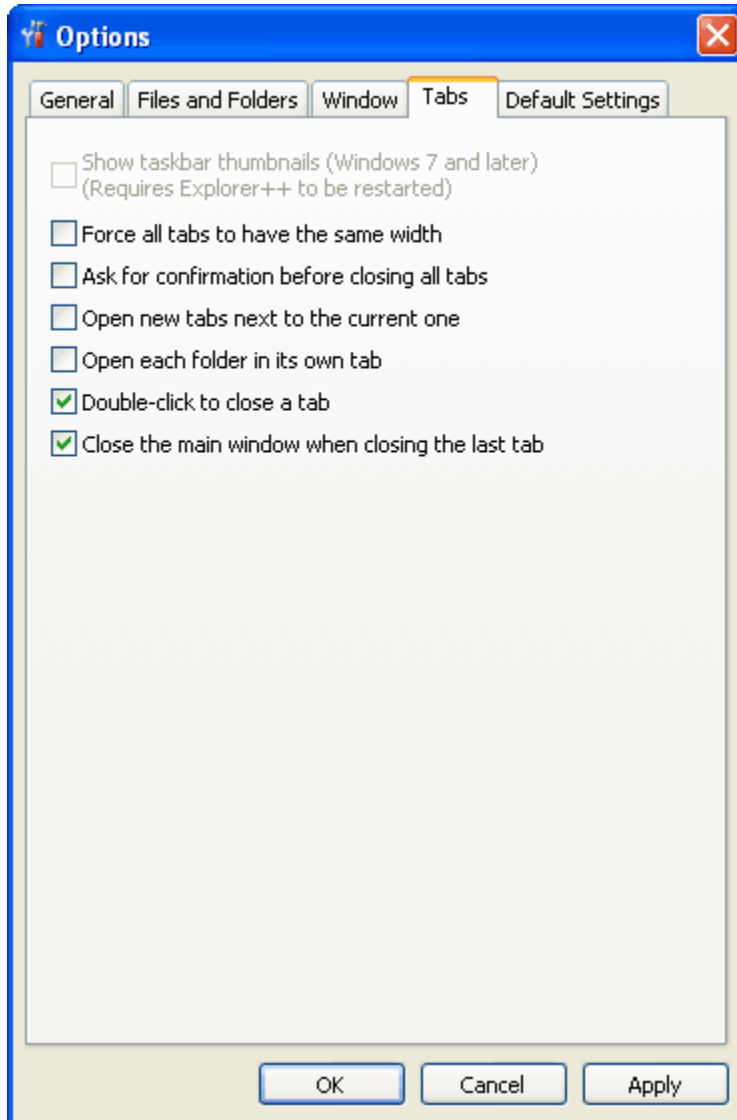 Options
General Files and Folders Window Tabs Default Settings
Show taskbar thumbnails (Windows 7 and later)
(Requires Explorer++ to be restarted)
Force all tabs to have the same width
Ask for confirmation before closing all tabs
Open new tabs next to the current one
Open each folder in its own tab
Double-click to close a tab
Close the main window when closing the last tab
OK Cancel Apply